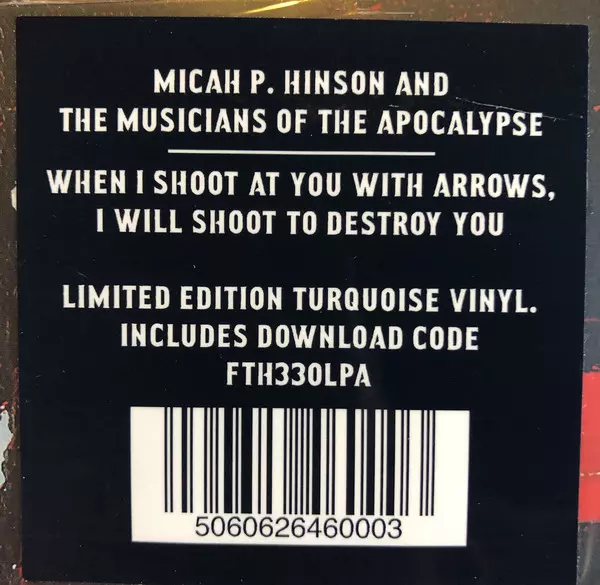 MICAH P. HINSON AND
THE MUSICIANS OF THE APOCALYPSE
WHEN I SHOOT AT YOU WITH ARROWS,
I WILL SHOOT TO DESTROY YOU
LIMITED EDITION TURQUOISE VINYL.
INCLUDES DOWNLOAD CODE
FTH330LPA
5060626460003